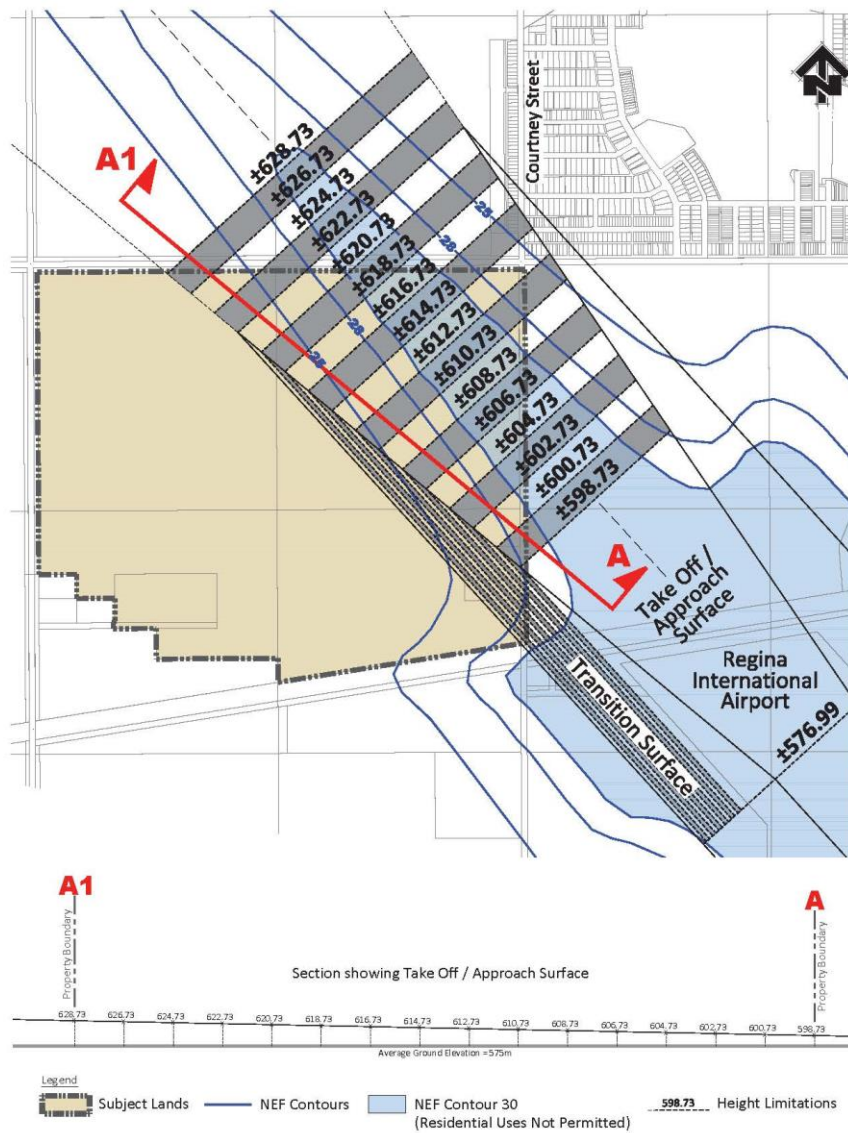 Courtney Street
N
A1
±628.73
±626.73
±624.73
±622.73
±620.73
±618.73
±616.73
±614.73
±612.73
±610.73
±608.73
±606.73
±604.73
±602.73
±600.73
±598.73
25
28
28
25
A
Take Off /
Approach
Surface
Regina
International
Airport
±576.99
Transition Surface
A1
A
Property Boundary
Property Boundary
Section showing Take Off / Approach Surface
628.73 626.73 624.73 622.73 620.73 618.73 616.73 614.73 612.73 610.73 608.73 606.73 604.73 602.73 600.73 598.73
Average Ground Elevation = 575m
Legend
Subject Lands
NEF Contours
NEF Contour 30
(Residential Uses Not Permitted)
598.73 Height Limitations